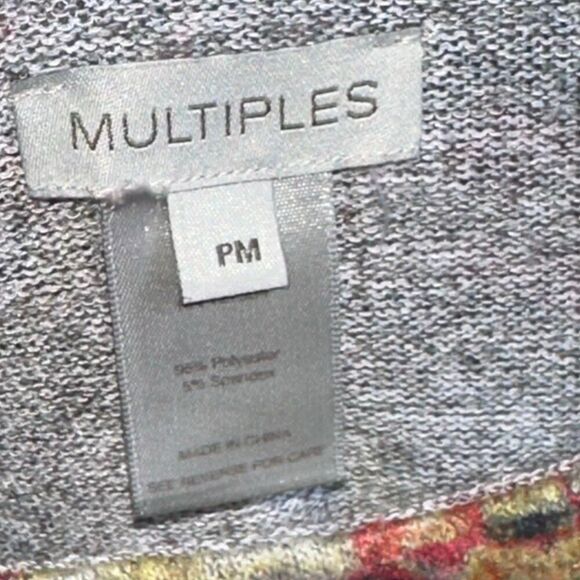 MULTIPLES
PM
95% Polyester
5% Spandex
MADE IN CHINA
SEE REVERSE FOR CARE